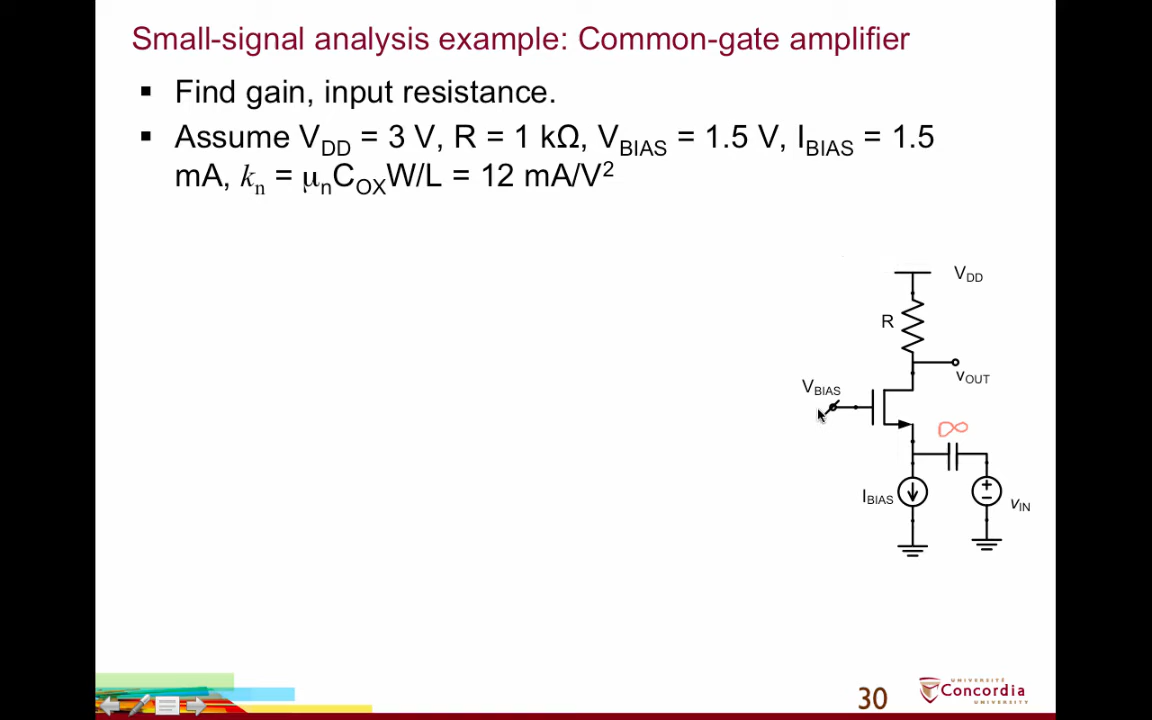 Small-signal analysis example: Common-gate amplifier
▪ Find gain, input resistance.
▪ Assume V_DD = 3 V, R = 1 kΩ, V_BIAS = 1.5 V, I_BIAS = 1.5
mA, k_n = μ_nC_OXW/L = 12 mA/V²
V_DD
R
v_OUT
V_BIAS
∞
I_BIAS
+
−
v_IN
30
UNIVERSITÉ
Concordia
UNIVERSITY